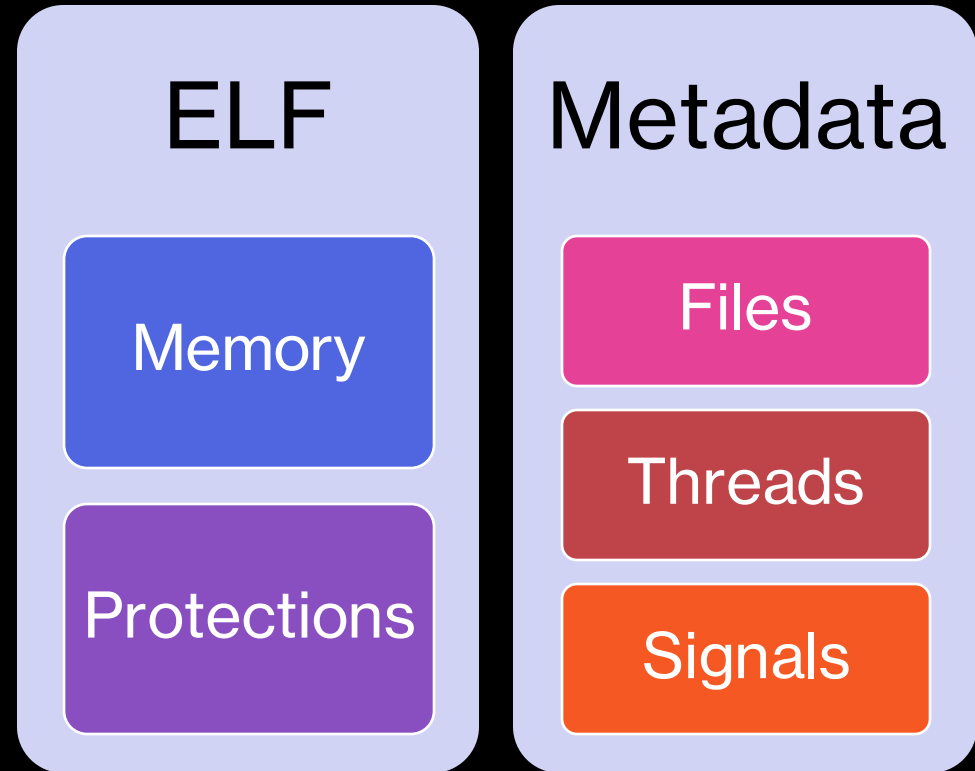 ELF
Memory
Protections
Metadata
Files
Threads
Signals